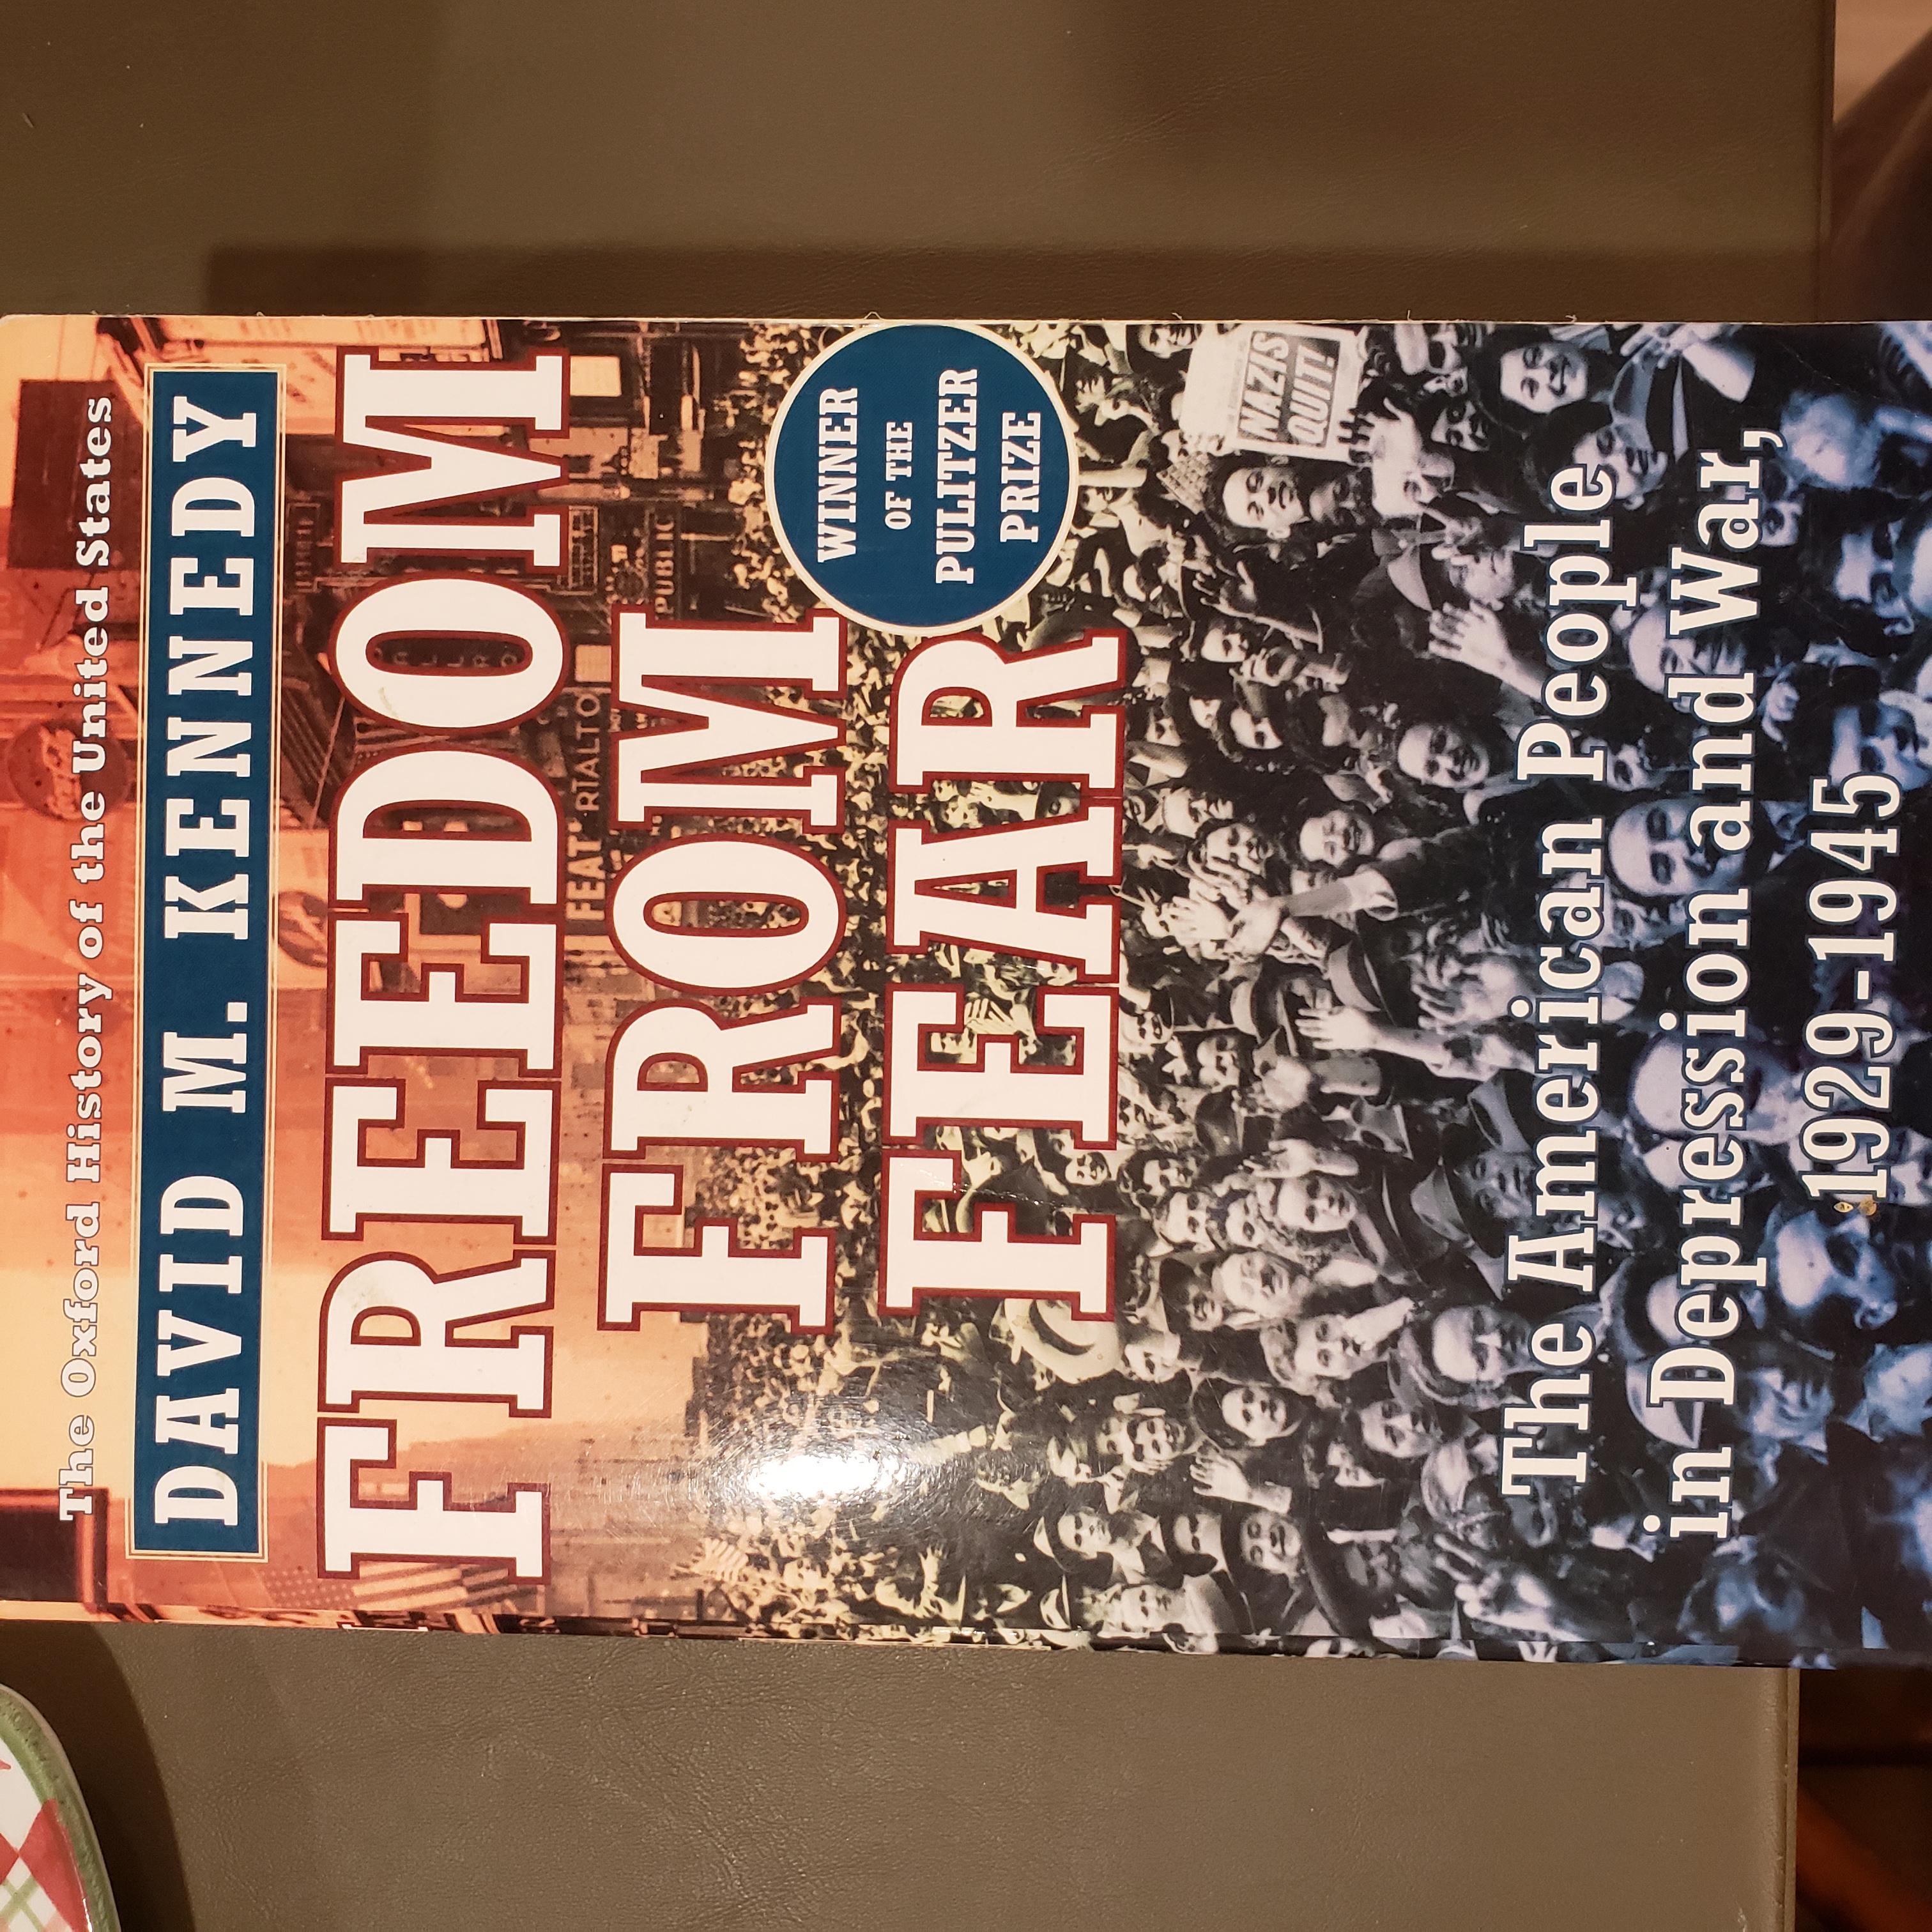 The Oxford History of the United States
DAVID M. KENNEDY
FREEDOM
FROM
FEAR
WINNER
OF THE
PULITZER
PRIZE
FEAT
RIALTO
PUBLIC
NAZIS
QUIT!
The American People
in Depression and War,
1929-1945